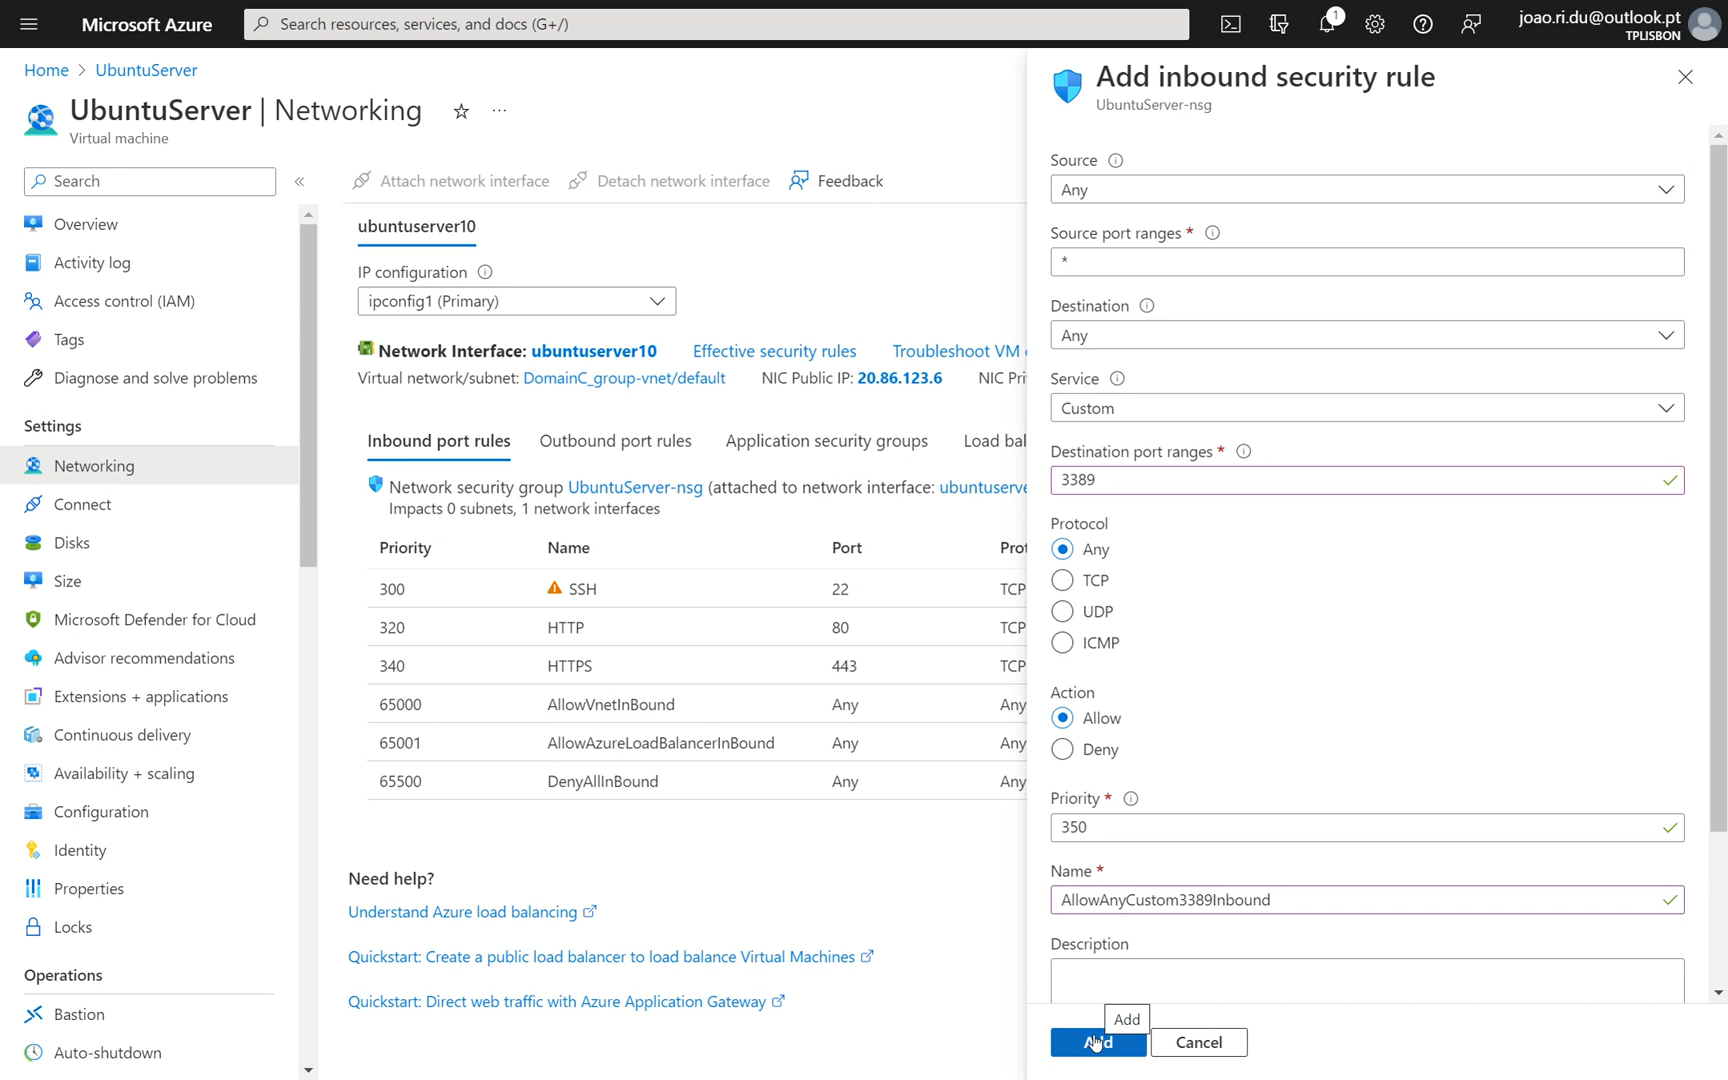 Microsoft Azure
Search resources, services, and docs (G+/)
1
joao.ri.du@outlook.pt
TPLISBON
Home > UbuntuServer
UbuntuServer | Networking
Virtual machine
Search
Overview
Activity log
Access control (IAM)
Tags
Diagnose and solve problems
Settings
Networking
Connect
Disks
Size
Microsoft Defender for Cloud
Advisor recommendations
Extensions + applications
Continuous delivery
Availability + scaling
Configuration
Identity
Properties
Locks
Operations
Bastion
Auto-shutdown
Attach network interface Detach network interface Feedback
ubuntuserver10
IP configuration
ipconfig1 (Primary)
Network Interface: ubuntuserver10 Effective security rules Troubleshoot VM
Virtual network/subnet: DomainC_group-vnet/default NIC Public IP: 20.86.123.6 NIC Pri
Inbound port rules Outbound port rules Application security groups Load bal
Network security group UbuntuServer-nsg (attached to network interface: ubuntuserve
Impacts 0 subnets, 1 network interfaces
Priority Name Port Prot
300 SSH 22 TCP
320 HTTP 80 TCP
340 HTTPS 443 TCP
65000 AllowVnetInBound Any Any
65001 AllowAzureLoadBalancerInBound Any Any
65500 DenyAllInBound Any Any
Need help?
Understand Azure load balancing
Quickstart: Create a public load balancer to load balance Virtual Machines
Quickstart: Direct web traffic with Azure Application Gateway
Add inbound security rule
UbuntuServer-nsg
Source
Any
Source port ranges *
*
Destination
Any
Service
Custom
Destination port ranges *
3389
Protocol
Any
TCP
UDP
ICMP
Action
Allow
Deny
Priority *
350
Name *
AllowAnyCustom3389Inbound
Description
Add
Add Cancel